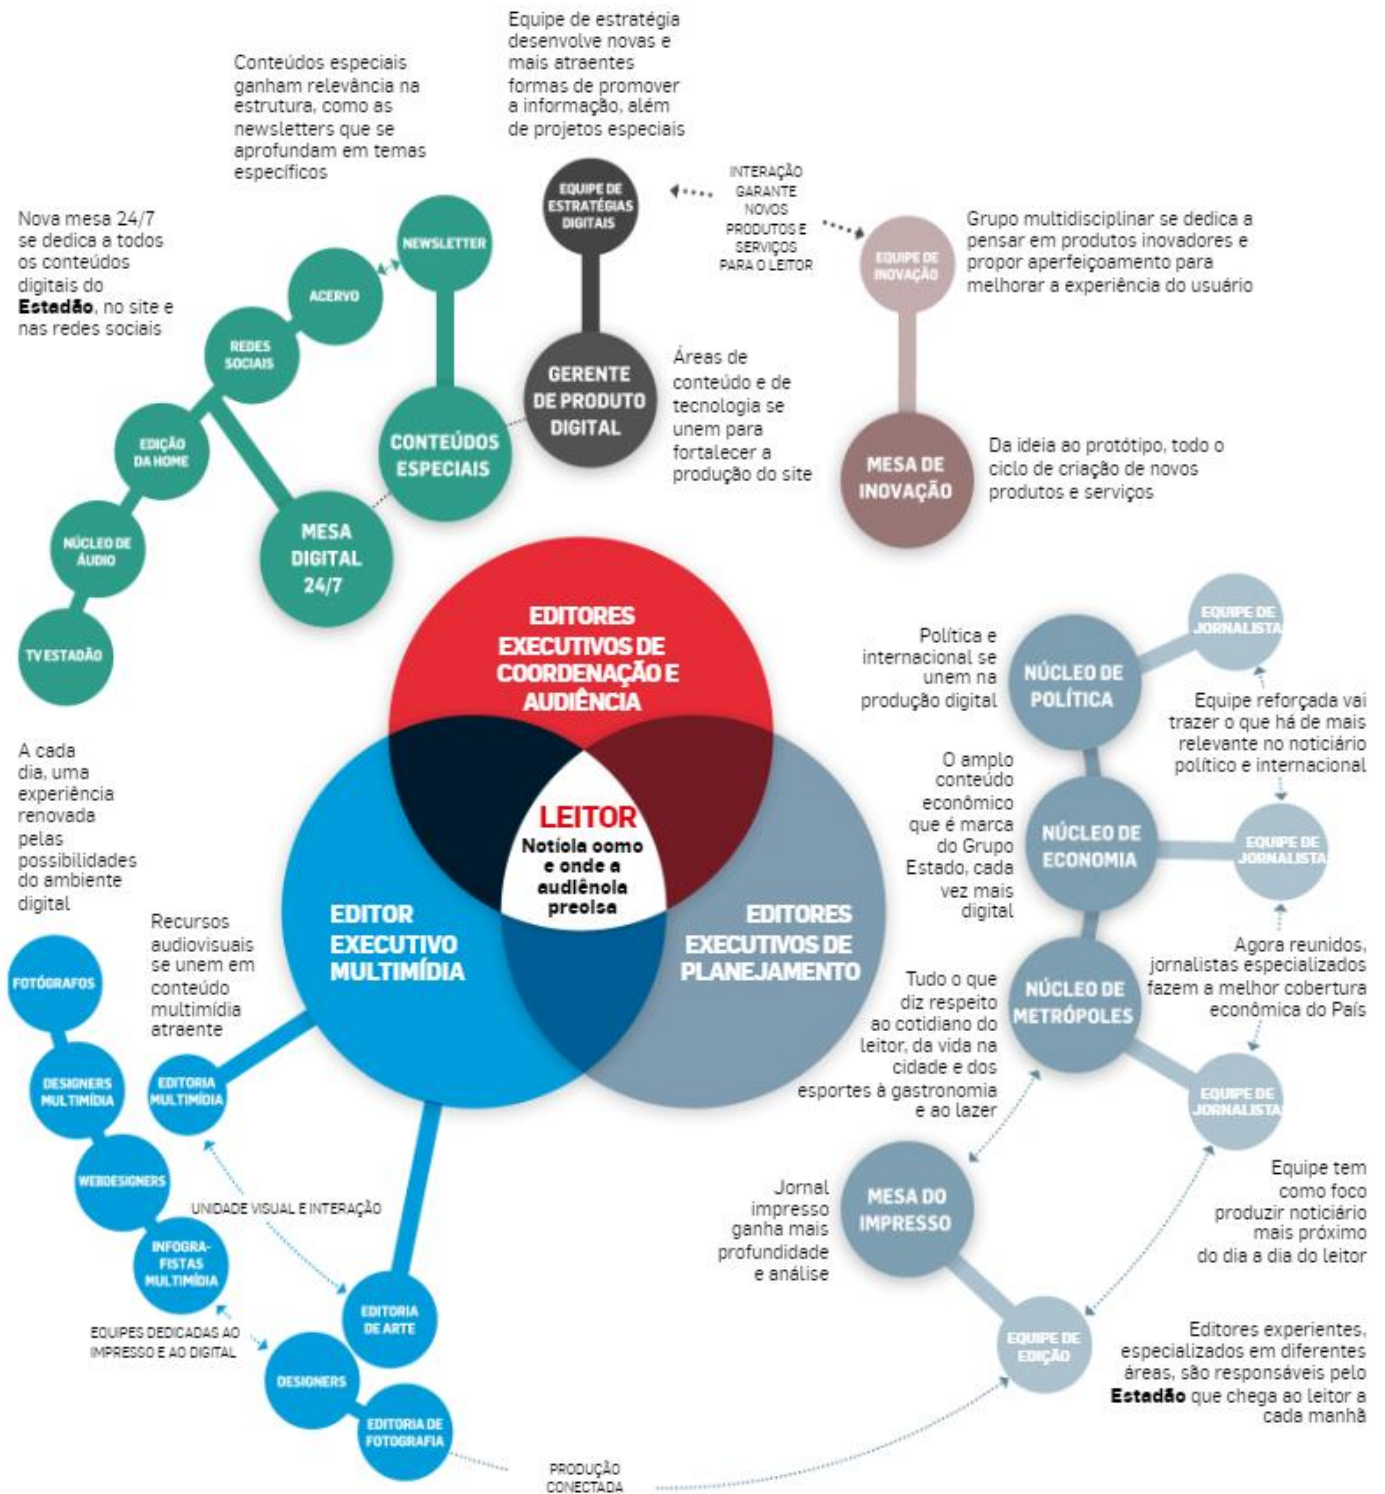 Equipe de estratégia
desenvolve novas e
mais atraentes
formas de promover
a informação, além
de projetos especiais
Conteúdos especiais
ganham relevância na
estrutura, como as
newsletters que se
aprofundam em temas
específicos
Nova mesa 24/7
se dedica a todos
os conteúdos
digitais do
Estadão, no site e
nas redes sociais
EQUIPE DE
ESTRATÉGIAS
DIGITAIS
INTERAÇÃO
GARANTE
NOVOS
PRODUTOS E
SERVIÇOS
PARA O LEITOR
EQUIPE DE
INOVAÇÃO
Grupo multidisciplinar se dedica a
pensar em produtos inovadores e
propor aperfeiçoamento para
melhorar a experiência do usuário
NEWSLETTER
ACERVO
REDES
SOCIAIS
EDIÇÃO
DA HOME
NÚCLEO DE
ÁUDIO
TV ESTADÃO
MESA
DIGITAL
24/7
CONTEÚDOS
ESPECIAIS
GERENTE
DE PRODUTO
DIGITAL
Áreas de
conteúdo e de
tecnologia se
unem para
fortalecer a
produção do site
MESA DE
INOVAÇÃO
Da ideia ao protótipo, todo o
ciclo de criação de novos
produtos e serviços
EDITORES
EXECUTIVOS DE
COORDENAÇÃO E
AUDIÊNCIA
LEITOR
Notíola oomo
e onde a
audiênola
preolsa
EDITOR
EXECUTIVO
MULTIMÍDIA
EDITORES
EXECUTIVOS DE
PLANEJAMENTO
Política e
internacional se
unem na
produção digital
NÚCLEO DE
POLÍTICA
EQUIPE DE
JORNALISTA
Equipe reforçada vai
trazer o que há de mais
relevante no noticiário
político e internacional
O amplo
conteúdo
econômico
que é marca
do Grupo
Estado, cada
vez mais
digital
NÚCLEO DE
ECONOMIA
EQUIPE DE
JORNALISTA
Agora reunidos,
jornalistas especializados
fazem a melhor cobertura
econômica do País
Tudo o que
diz respeito
ao cotidiano do
leitor, da vida na
cidade e dos
esportes à gastronomia
e ao lazer
NÚCLEO DE
METRÓPOLES
EQUIPE DE
JORNALISTA
Equipe tem
como foco
produzir noticiário
mais próximo
do dia a dia do leitor
Jornal
impresso
ganha mais
profundidade
e análise
MESA DO
IMPRESSO
EQUIPE DE
EDIÇÃO
Editores experientes,
especializados em diferentes
áreas, são responsáveis pelo
Estadão que chega ao leitor a
cada manhã
A cada
dia, uma
experiência
renovada
pelas
possibilidades
do ambiente
digital
Recursos
audiovisuais
se unem em
conteúdo
multimídia
atraente
FOTÓGRAFOS
DESIGNERS
MULTIMÍDIA
WEBDESIGNERS
INFOGRA-
FISTAS
MULTIMÍDIA
EDITORIA
MULTIMÍDIA
UNIDADE VISUAL E INTERAÇÃO
EDITORIA
DE ARTE
EQUIPES DEDICADAS AO
IMPRESSO E AO DIGITAL
DESIGNERS
EDITORIA DE
FOTOGRAFIA
PRODUÇÃO
CONECTADA